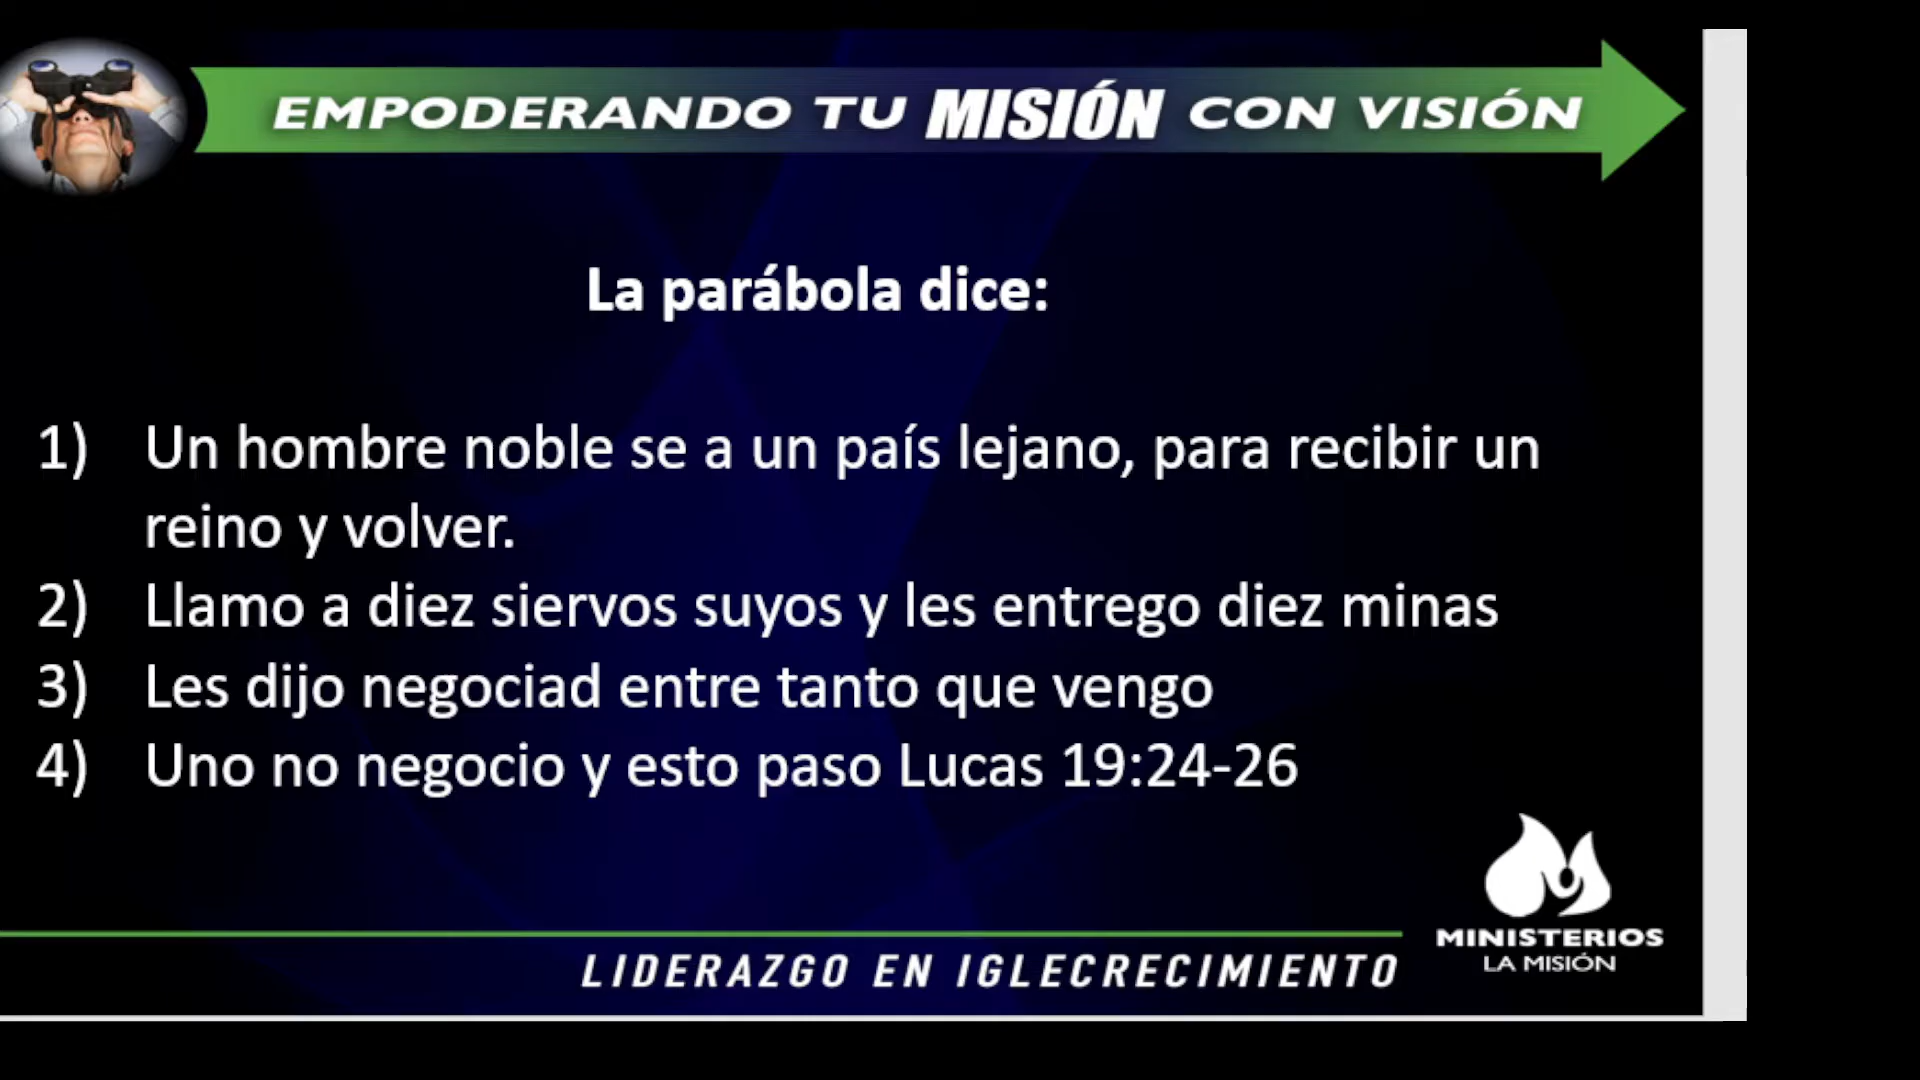 EMPODERANDO TU MISIÓN CON VISIÓN
La parábola dice:
1) Un hombre noble se a un país lejano, para recibir un
reino y volver.
2) Llamo a diez siervos suyos y les entrego diez minas
3) Les dijo negociad entre tanto que vengo
4) Uno no negocio y esto paso Lucas 19:24-26
MINISTERIOS
LA MISIÓN
LIDERAZGO EN IGLECRECIMIENTO